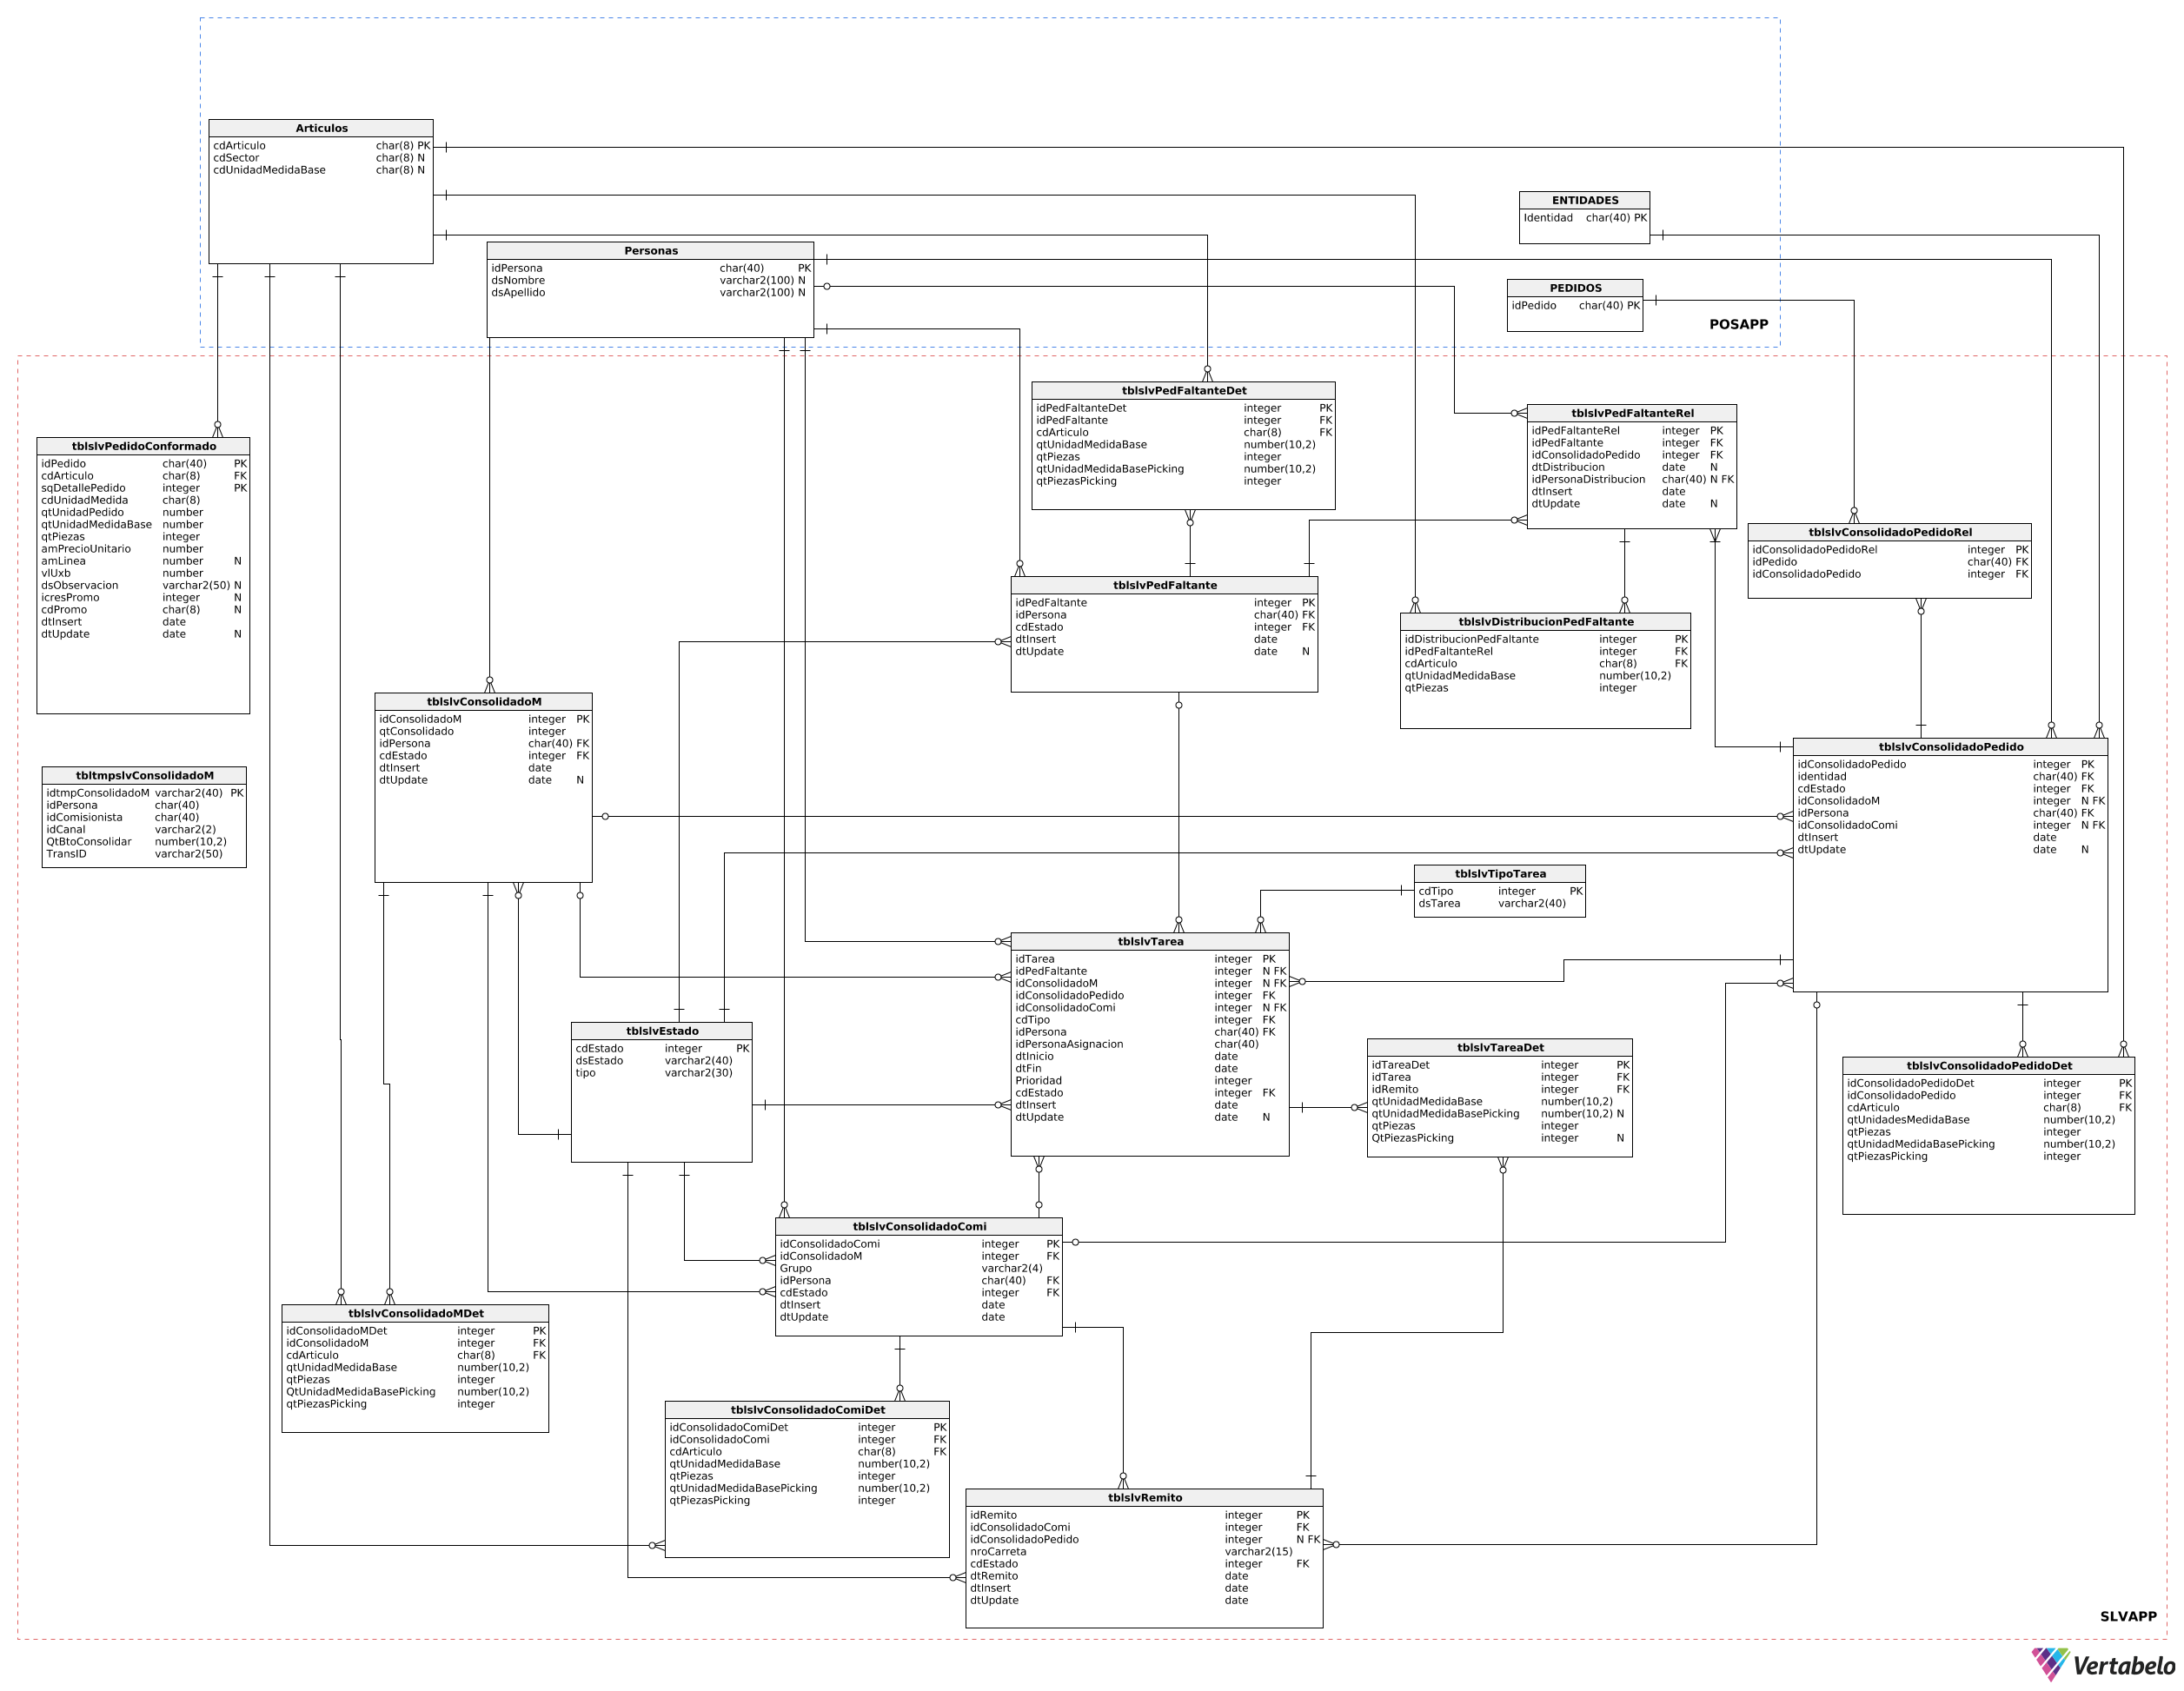 Articulos
cdArticulo char(8) PK
cdSector char(8) N
cdUnidadMedidaBase char(8) N
ENTIDADES
Identidad char(40) PK
Personas
idPersona char(40) PK
dsNombre varchar2(100) N
dsApellido varchar2(100) N
PEDIDOS
idPedido char(40) PK
POSAPP
tblslvPedFaltanteDet
idPedFaltanteDet integer PK
idPedFaltante integer FK
cdArticulo char(8) FK
qtUnidadMedidaBase number(10,2)
qtPiezas integer
qtUnidadMedidaBasePicking number(10,2)
qtPiezasPicking integer
tblslvPedFaltanteRel
idPedFaltanteRel integer PK
idPedFaltante integer FK
idConsolidadoPedido integer FK
dtDistribucion date N
idPersonaDistribucion char(40) N FK
dtInsert date
dtUpdate date N
tblslvPedidoConformado
idPedido char(40) PK
cdArticulo char(8) FK
sqDetallePedido integer PK
cdUnidadMedida char(8)
qtUnidadPedido number
qtUnidadMedidaBase number
qtPiezas integer
amPrecioUnitario number
amLinea number N
vlUxb number
dsObservacion varchar2(50) N
icresPromo integer N
cdPromo char(8) N
dtInsert date
dtUpdate date N
tblslvConsolidadoPedidoRel
idConsolidadoPedidoRel integer PK
idPedido char(40) FK
idConsolidadoPedido integer FK
tblslvPedFaltante
idPedFaltante integer PK
idPersona char(40) FK
cdEstado integer FK
dtInsert date
dtUpdate date N
tblslvDistribucionPedFaltante
idDistribucionPedFaltante integer PK
idPedFaltanteRel integer FK
cdArticulo char(8) FK
qtUnidadMedidaBase number(10,2)
qtPiezas integer
tblslvConsolidadoM
idConsolidadoM integer PK
qtConsolidado integer
idPersona char(40) FK
cdEstado integer FK
dtInsert date
dtUpdate date N
tblslvConsolidadoPedido
idConsolidadoPedido integer PK
identidad char(40) FK
cdEstado integer FK
idConsolidadoM integer N FK
idPersona char(40) FK
idConsolidadoComi integer N FK
dtInsert date
dtUpdate date N
tbltmpslvConsolidadoM
idtmpConsolidadoM varchar2(40) PK
idPersona char(40)
idComisionista char(40)
idCanal varchar2(2)
QtBtoConsolidar number(10,2)
TransID varchar2(50)
tblslvTipoTarea
cdTipo integer PK
dsTarea varchar2(40)
tblslvTarea
idTarea integer PK
idPedFaltante integer N FK
idConsolidadoM integer N FK
idConsolidadoPedido integer FK
idConsolidadoComi integer N FK
cdTipo integer FK
idPersona char(40) FK
idPersonaAsignacion char(40)
dtInicio date
dtFin date
Prioridad integer
cdEstado integer FK
dtInsert date
dtUpdate date N
tblslvEstado
cdEstado integer PK
dsEstado varchar2(40)
tipo varchar2(30)
tblslvTareaDet
idTareaDet integer PK
idTarea integer FK
idRemito integer FK
qtUnidadMedidaBase number(10,2)
qtUnidadMedidaBasePicking number(10,2) N
qtPiezas integer
QtPiezasPicking integer N
tblslvConsolidadoPedidoDet
idConsolidadoPedidoDet integer PK
idConsolidadoPedido integer FK
cdArticulo char(8) FK
qtUnidadesMedidaBase number(10,2)
qtPiezas integer
qtUnidadMedidaBasePicking number(10,2)
qtPiezasPicking integer
tblslvConsolidadoComi
idConsolidadoComi integer PK
idConsolidadoM integer FK
Grupo varchar2(4)
idPersona char(40) FK
cdEstado integer FK
dtInsert date
dtUpdate date
tblslvConsolidadoMDet
idConsolidadoMDet integer PK
idConsolidadoM integer FK
cdArticulo char(8) FK
qtUnidadMedidaBase number(10,2)
qtPiezas integer
QtUnidadMedidaBasePicking number(10,2)
qtPiezasPicking integer
tblslvConsolidadoComiDet
idConsolidadoComiDet integer PK
idConsolidadoComi integer FK
cdArticulo char(8) FK
qtUnidadMedidaBase number(10,2)
qtPiezas integer
qtUnidadMedidaBasePicking number(10,2)
qtPiezasPicking integer
tblslvRemito
idRemito integer PK
idConsolidadoComi integer FK
idConsolidadoPedido integer N FK
nroCarreta varchar2(15)
cdEstado integer FK
dtRemito date
dtInsert date
dtUpdate date
SLVAPP
Vertabelo